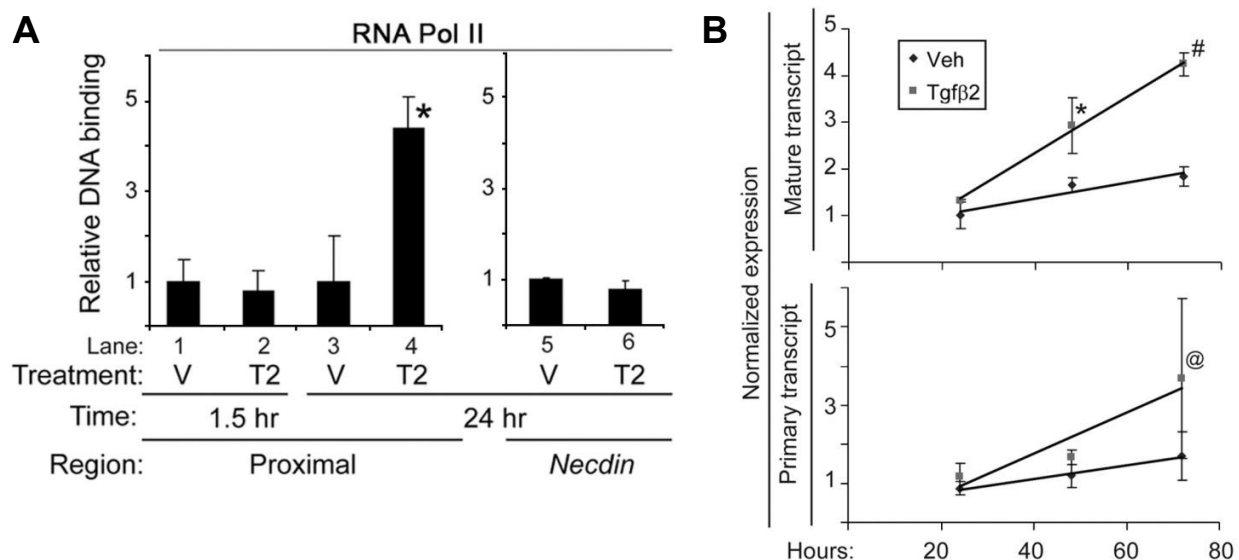 A
RNA Pol II
Relative DNA binding
5
3
1
5
3
1
*
Lane: 1 2 3 4 5 6
Treatment: V T2 V T2 V T2
Time: 1.5 hr 24 hr
Region: Proximal Necdin
B
Normalized expression
Mature transcript
5
4
3
2
1
Veh
Tgfβ2
*
#
Primary transcript
5
3
1
@
Hours: 20 40 60 80